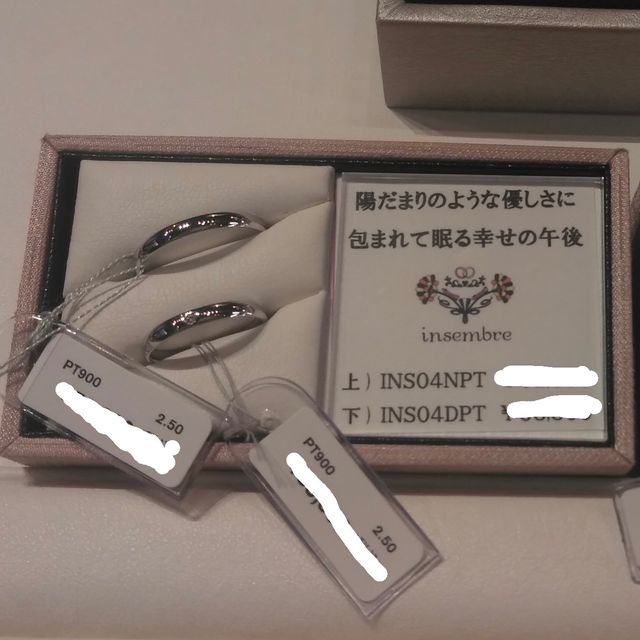 陽だまりのような優しさに
包まれて眠る幸せの午後
insembre
上) INS04NPT
下) INS04DPT
PT900
2.50
PT900
2.50